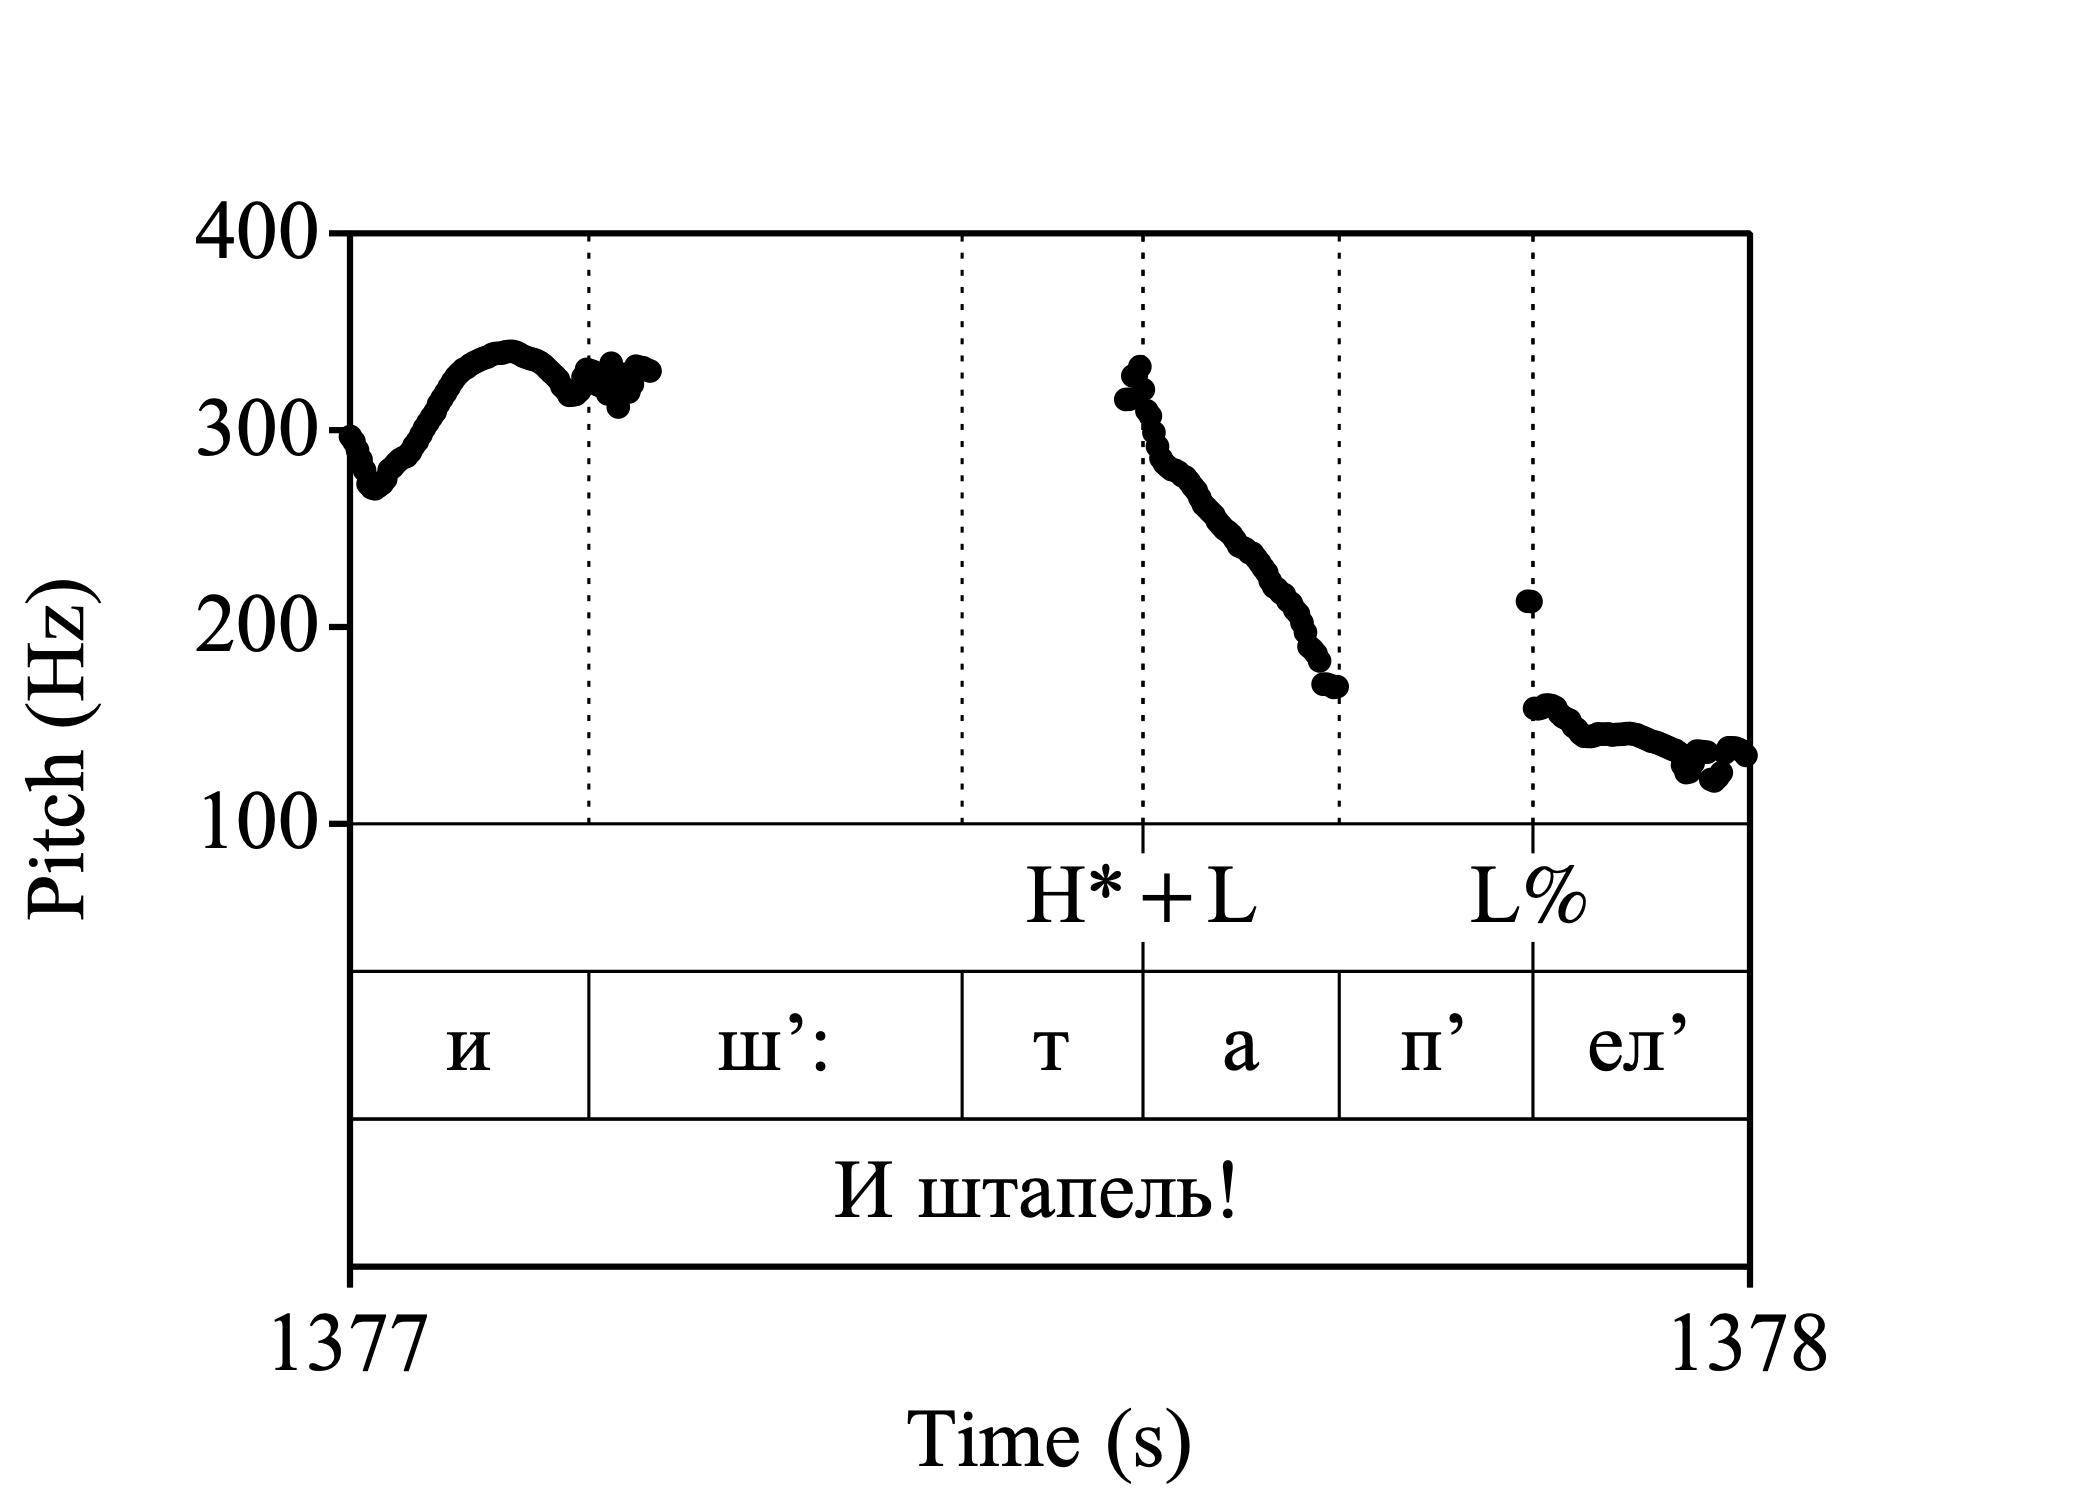 400
300
200
100
Pitch (Hz)
H* + L L%
и ш’: т а п’ ел’
И штапель!
1377 1378
Time (s)